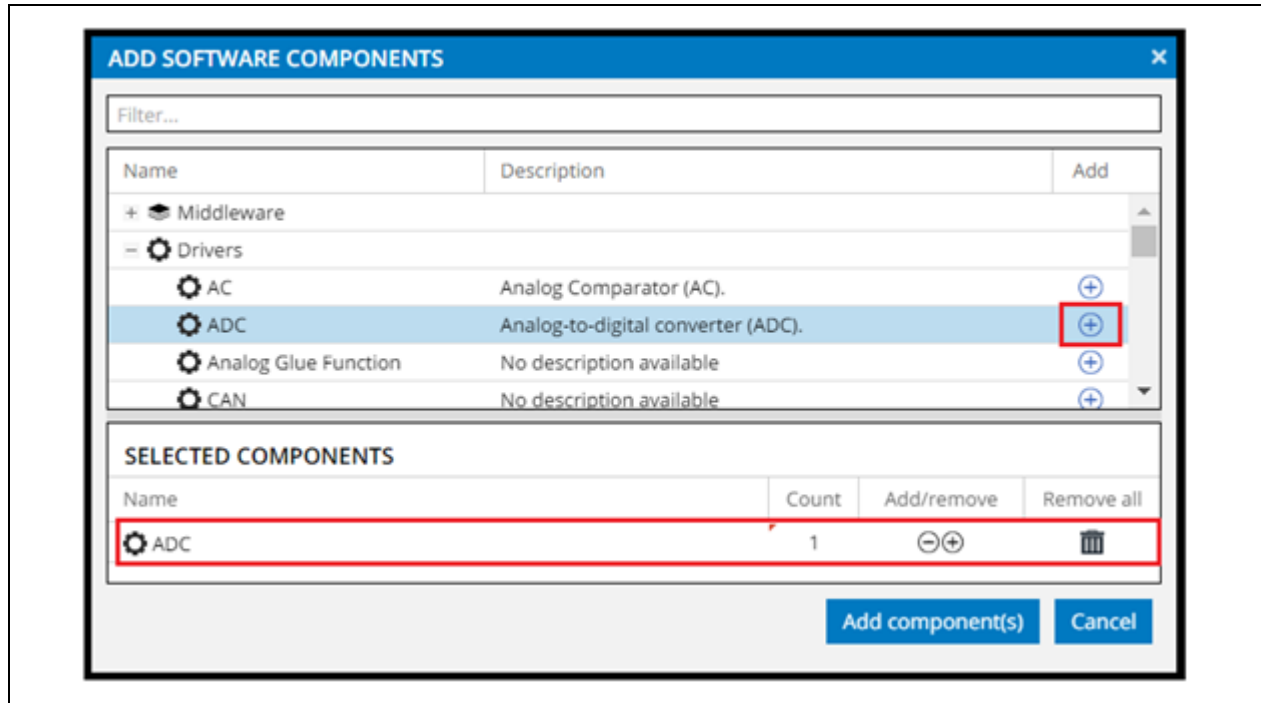 ADD SOFTWARE COMPONENTS
Filter...
Name Description Add
Middleware
Drivers
AC Analog Comparator (AC).
ADC Analog-to-digital converter (ADC).
Analog Glue Function No description available
CAN No description available
SELECTED COMPONENTS
Name Count Add/remove Remove all
ADC 1
Add component(s) Cancel